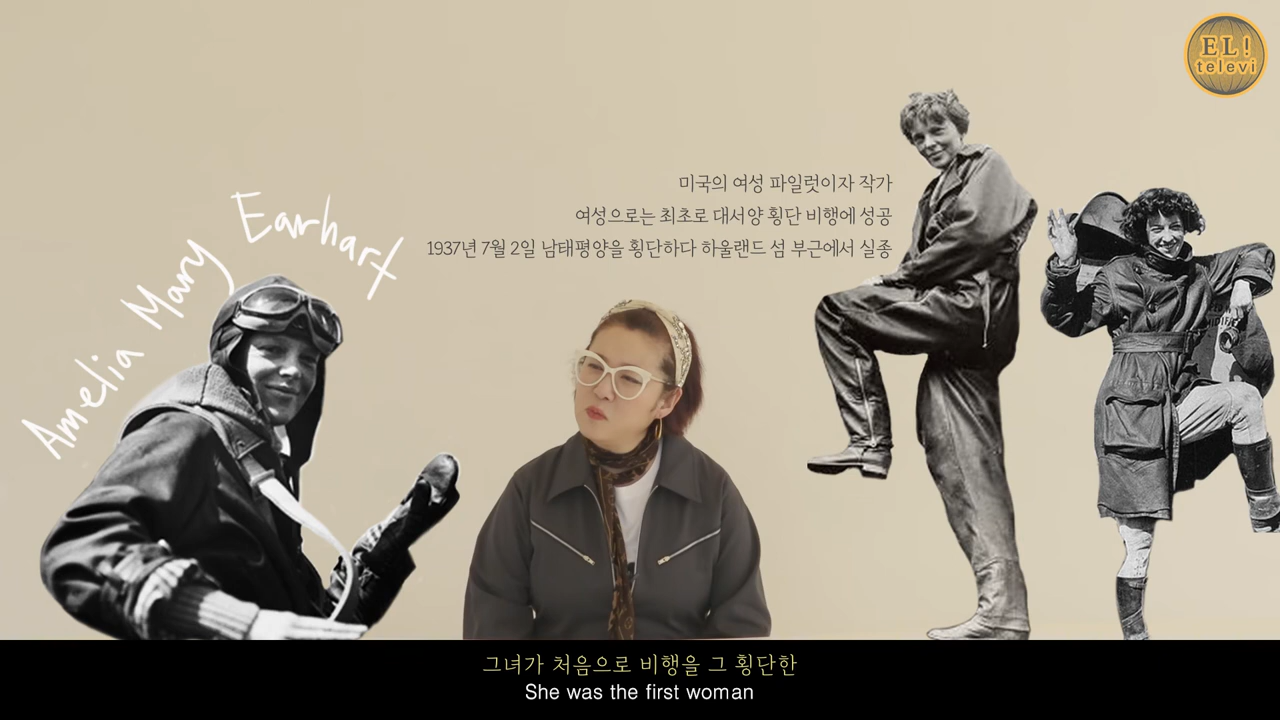 EL!
televi
Amelia Mary Earhart
미국의 여성 파일럿이자 작가
여성으로는 최초로 대서양 횡단 비행에 성공
1937년 7월 2일 남태평양을 횡단하다 하울랜드 섬 부근에서 실종
그녀가 처음으로 비행을 그 횡단한
She was the first woman